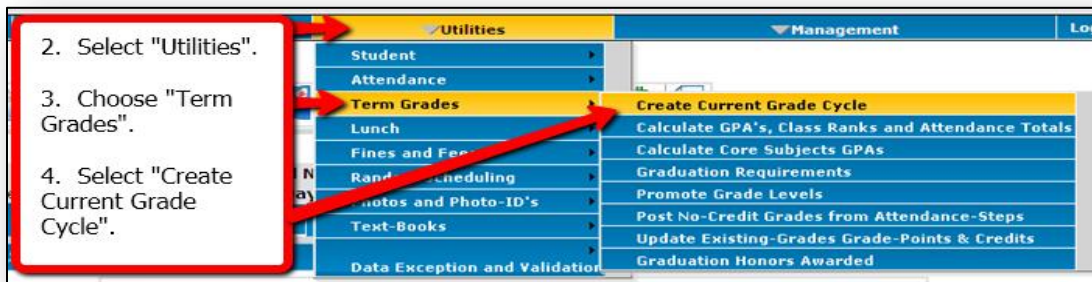 2. Select "Utilities".
3. Choose "Term
Grades".
4. Select "Create
Current Grade
Cycle".
Utilities
Management
Student
Attendance
Term Grades
Lunch
Fines and
Scheduling
Photos and Photo-ID's
Text-Books
Data Exception and Validation
Create Current Grade Cycle
Calculate GPA's, Class Ranks and Attendance Totals
Calculate Core Subjects GPAs
Graduation Requirements
Promote Grade Levels
Post No-Credit Grades from Attendance-Steps
Update Existing-Grades Grade-Points & Credits
Graduation Honors Awarded